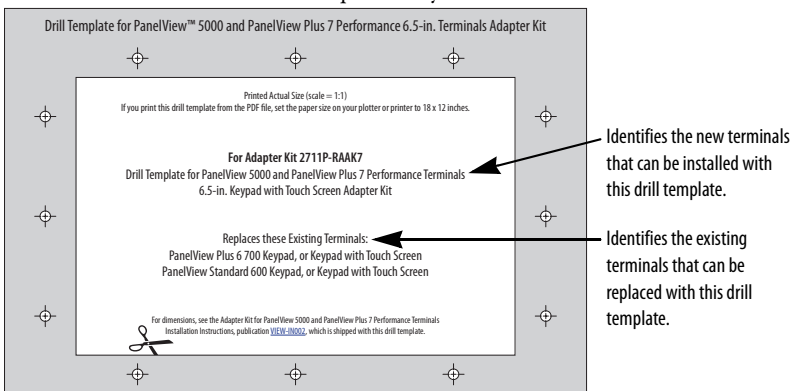 Drill Template for PanelView™ 5000 and PanelView Plus 7 Performance 6.5-in. Terminals Adapter Kit
Printed Actual Size (scale = 1:1)
If you print this drill template from the PDF file, set the paper size on your plotter or printer to 18 x 12 inches.
For Adapter Kit 2711P-RAAK7
Drill Template for PanelView 5000 and PanelView Plus 7 Performance Terminals
6.5-in. Keypad with Touch Screen Adapter Kit
Replaces these Existing Terminals:
PanelView Plus 6 700 Keypad, or Keypad with Touch Screen
PanelView Standard 600 Keypad, or Keypad with Touch Screen
For dimensions, see the Adapter Kit for PanelView 5000 and PanelView Plus 7 Performance Terminals
Installation Instructions, publication VIEW-IN002, which is shipped with this drill template.
Identifies the new terminals
that can be installed with
this drill template.
Identifies the existing
terminals that can be
replaced with this drill
template.